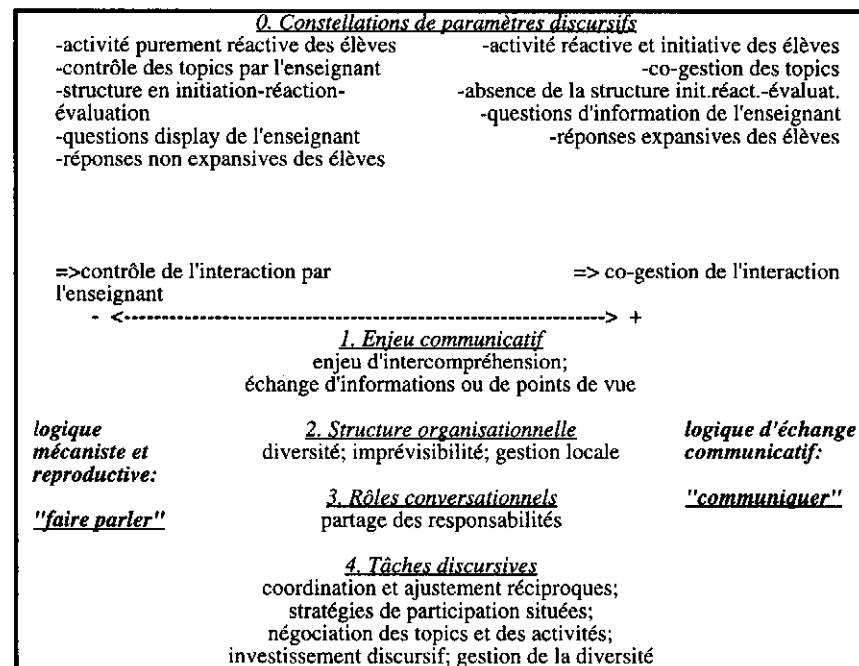 0. Constellations de paramètres discursifs
-activité purement réactive des élèves
-contrôle des topics par l'enseignant
-structure en initiation-réaction-
évaluation
-questions display de l'enseignant
-réponses non expansives des élèves
-activité réactive et initiative des élèves
-co-gestion des topics
-absence de la structure init.réact.-évaluat.
-questions d'information de l'enseignant
-réponses expansives des élèves
=>contrôle de l'interaction par
l'enseignant
=> co-gestion de l'interaction
- <-------------------------------------------------------------> +
1. Enjeu communicatif
enjeu d'intercompréhension;
échange d'informations ou de points de vue
logique
mécaniste et
reproductive:
"faire parler"
2. Structure organisationnelle
diversité; imprévisibilité; gestion locale
3. Rôles conversationnels
partage des responsabilités
logique d'échange
communicatif:
"communiquer"
4. Tâches discursives
coordination et ajustement réciproques;
stratégies de participation situées;
négociation des topics et des activités;
investissement discursif; gestion de la diversité